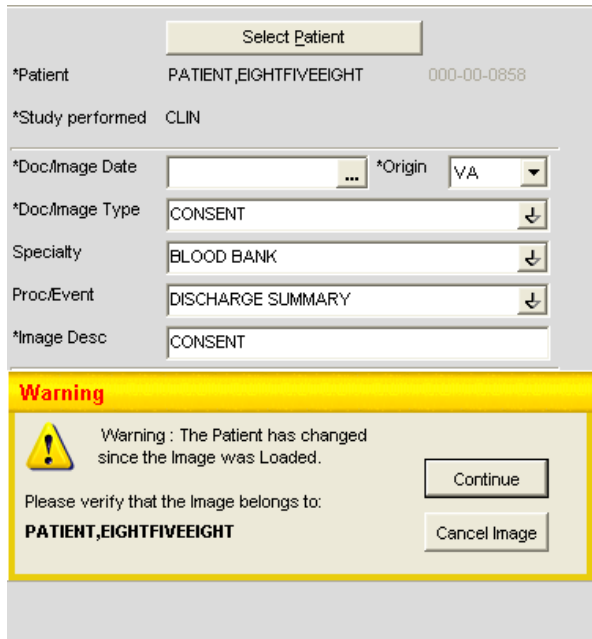 Select Patient
*Patient PATIENT,EIGHTFIVEEIGHT 000-00-0858
*Study performed CLIN
*Doc/Image Date ... *Origin VA
*Doc/Image Type CONSENT
Specialty BLOOD BANK
Proc/Event DISCHARGE SUMMARY
*Image Desc CONSENT
Warning
Warning : The Patient has changed
since the Image was Loaded.
Continue
Please verify that the Image belongs to:
PATIENT,EIGHTFIVEEIGHT
Cancel Image